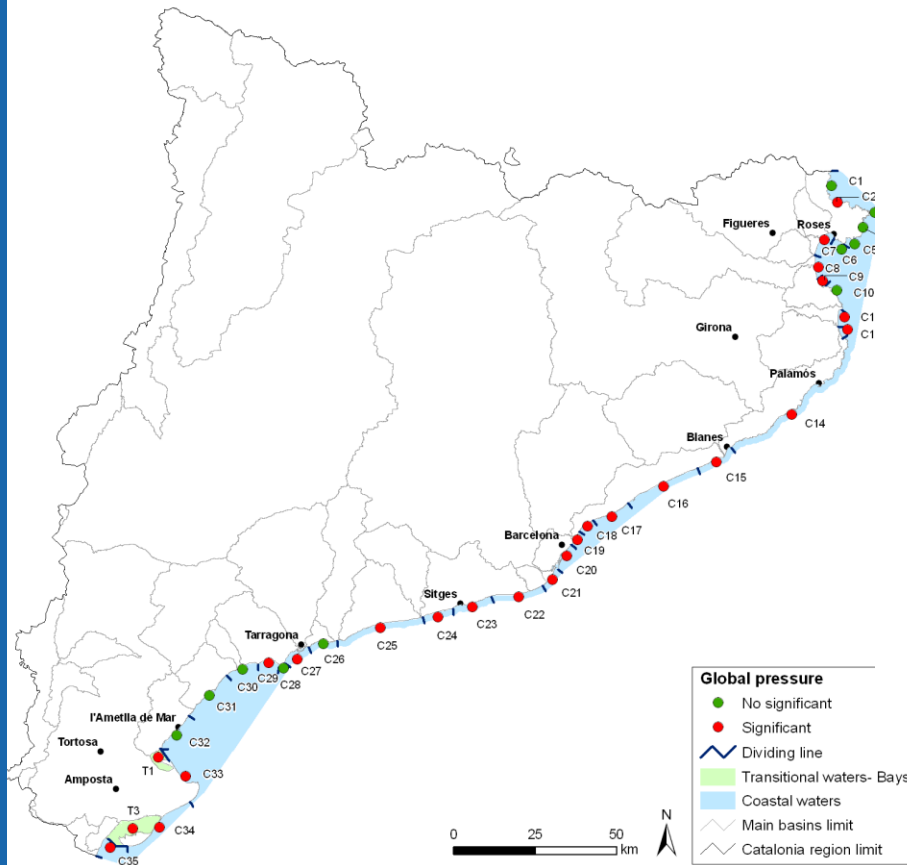 C1
C2
Figueres
Roses
C7
C5
C6
C8
C9
C10
C1
Girona
C1
Palamós
C14
Blanes
C15
C16
C17
C18
Barcelona
C19
C20
C21
Sitges
C22
C23
C24
C25
Tarragona
C26
C27
C28
C29
C30
C31
l'Ametlla de Mar
C32
Tortosa
T1
C33
Amposta
T3
C34
C35
Global pressure
No significant
Significant
Dividing line
Transitional waters- Bays
Coastal waters
Main basins limit
Catalonia region limit
N
0 25 50
km